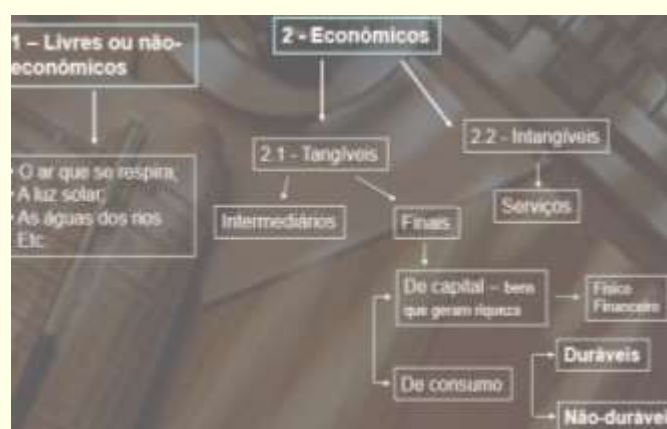 1 – Livres ou não-
econômicos
2 - Econômicos
O ar que se respira;
A luz solar;
As águas dos rios
Etc
2.1 - Tangíveis
2.2 - Intangíveis
Intermediários
Finais
Serviços
De capital – bens
que geram riqueza
Físico
Financeiro
De consumo
Duráveis
Não-durávei